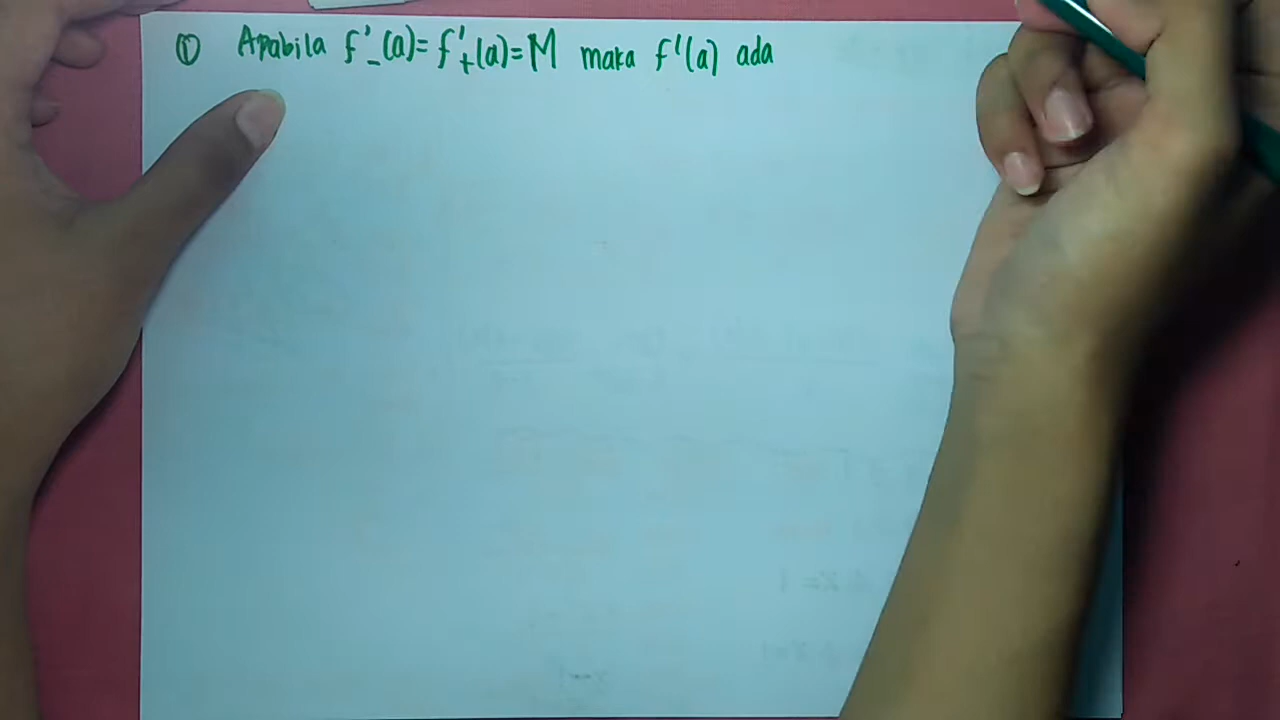 ① Apabila f'₋(a) = f'₊(a) = M maka f'(a) ada